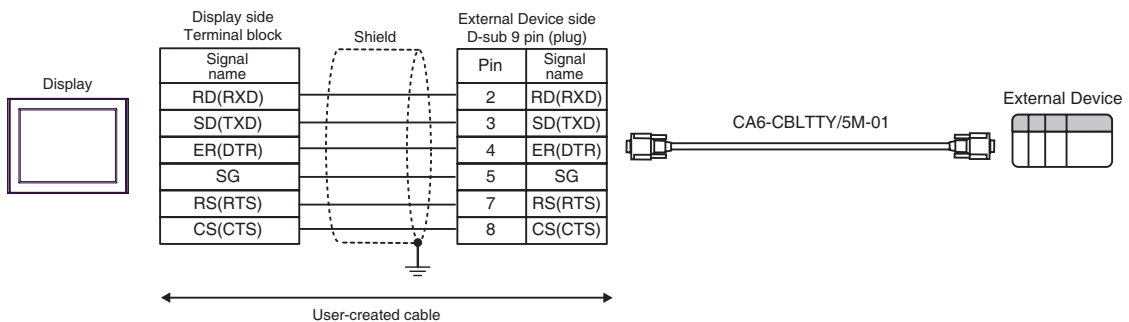 Display side
Terminal block
Shield
External Device side
D-sub 9 pin (plug)
Signal
name
Pin
Signal
name
Display
RD(RXD)
2
RD(RXD)
SD(TXD)
3
SD(TXD)
ER(DTR)
4
ER(DTR)
SG
5
SG
RS(RTS)
7
RS(RTS)
CS(CTS)
8
CS(CTS)
CA6-CBLTTY/5M-01
External Device
User-created cable